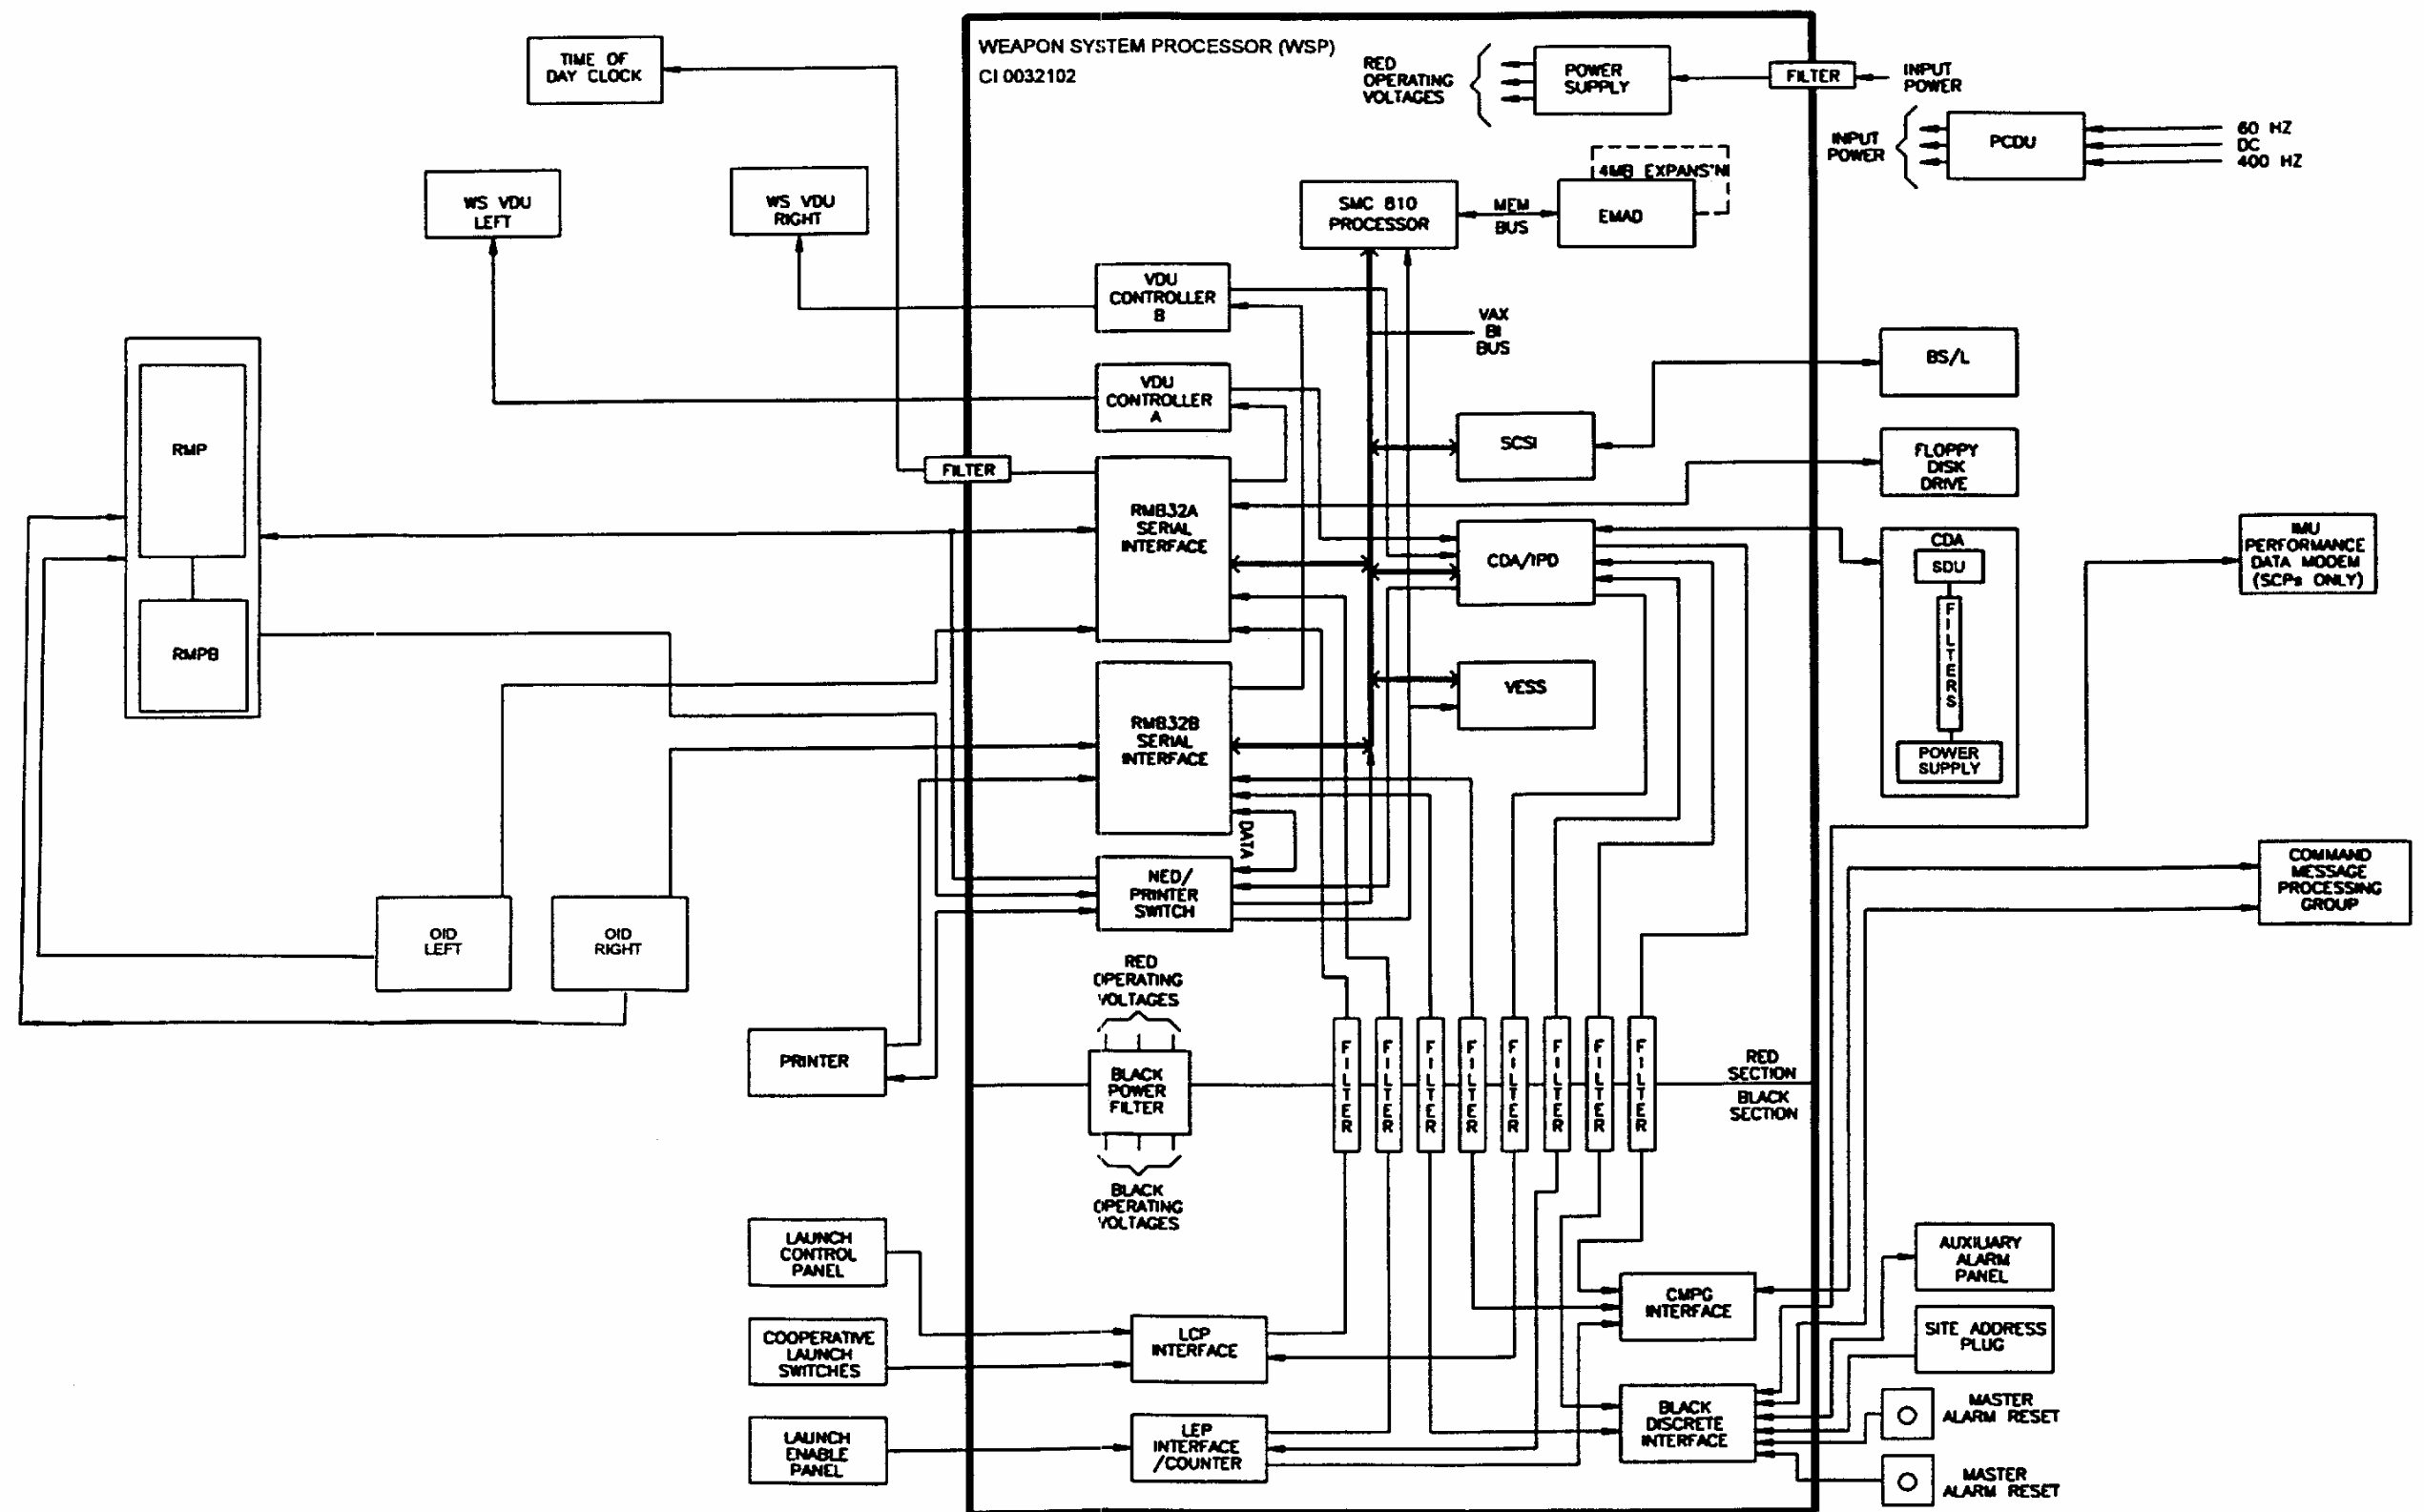 WEAPON SYSTEM PROCESSOR (WSP)
CI 0032102
TIME OF
DAY CLOCK
RED
OPERATING
VOLTAGES
POWER
SUPPLY
FILTER
INPUT
POWER
INPUT
POWER
PCDU
60 HZ
DC
400 HZ
WS VDU
LEFT
WS VDU
RIGHT
SMC 810
PROCESSOR
MEM
BUS
4MB EXPANS'N
EMAD
VDU
CONTROLLER
B
VAX
BI
BUS
BS/L
VDU
CONTROLLER
A
SCSI
FLOPPY
DISK
DRIVE
RMP
RMPB
FILTER
RMB32A
SERIAL
INTERFACE
CDA/IPD
CDA
SDU
FILTERS
POWER
SUPPLY
IMU
PERFORMANCE
DATA MODEM
(SCPs ONLY)
VESS
RMB32B
SERIAL
INTERFACE
DATA
NED/
PRINTER
SWITCH
COMMAND
MESSAGE
PROCESSING
GROUP
OID
LEFT
OID
RIGHT
RED
OPERATING
VOLTAGES
PRINTER
BLACK
POWER
FILTER
FILTER
FILTER
FILTER
FILTER
FILTER
FILTER
FILTER
FILTER
RED
SECTION
BLACK
SECTION
BLACK
OPERATING
VOLTAGES
LAUNCH
CONTROL
PANEL
COOPERATIVE
LAUNCH
SWITCHES
LAUNCH
ENABLE
PANEL
LCP
INTERFACE
LEP
INTERFACE
/COUNTER
CMPG
INTERFACE
BLACK
DISCRETE
INTERFACE
AUXILIARY
ALARM
PANEL
SITE ADDRESS
PLUG
MASTER
ALARM RESET
MASTER
ALARM RESET